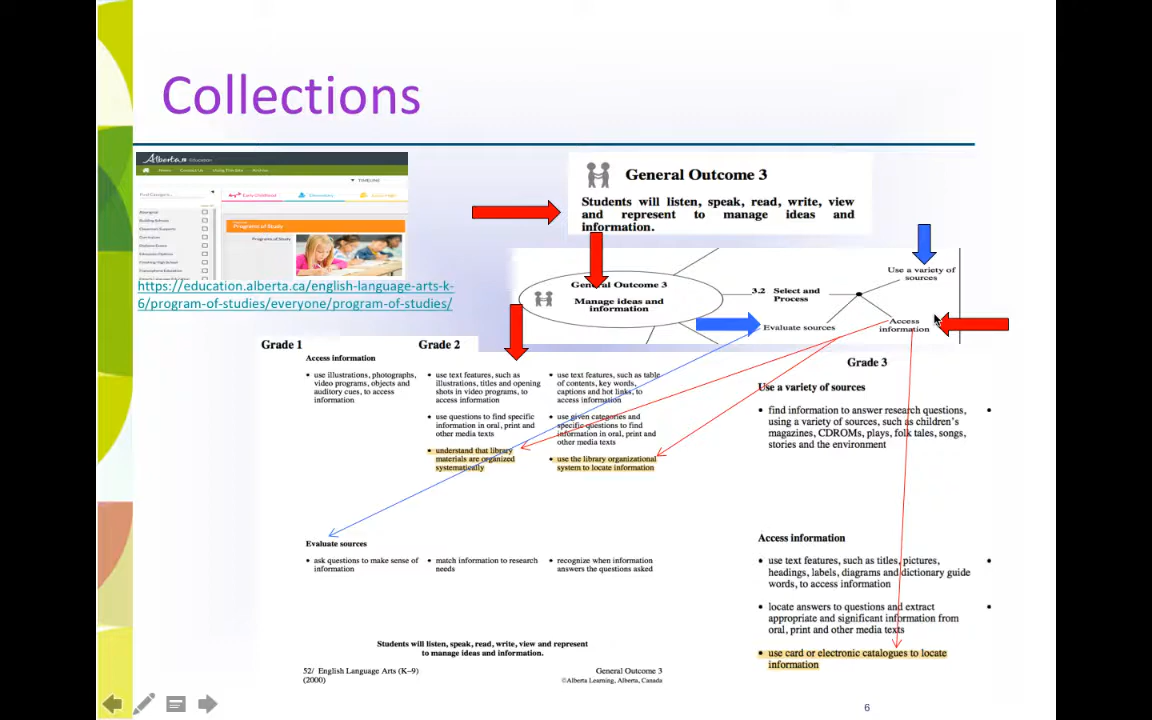 Collections
Alberta Education
TIMELINE
Programs of Study
Programs of Study
https://education.alberta.ca/english-language-arts-k-
6/program-of-studies/everyone/program-of-studies/
General Outcome 3
Students will listen, speak, read, write, view
and represent to manage ideas and
information.
General Outcome 3
Manage ideas and
information
3.2 Select and
Process
Use a variety of
sources
Evaluate sources
Access
information
Grade 1
Access information
• use illustrations, photographs,
video programs, objects and
auditory cues, to access
information
Grade 2
• use text features, such as
illustrations, titles and opening
shots in video programs, to
access information
• use questions to find specific
information in oral, print and
other media texts
• understand that library
materials are organized
systematically
• use text features, such as table
of contents, key words,
captions and hot links, to
access information
• use given categories and
specific questions to find
information in oral, print and
other media texts
• use the library organizational
system to locate information
Evaluate sources
• ask questions to make sense of
information
• match information to research
needs
• recognize when information
answers the questions asked
Students will listen, speak, read, write, view and represent
to manage ideas and information.
52/ English Language Arts (K–9)
(2000)
General Outcome 3
©Alberta Learning, Alberta, Canada
Grade 3
Use a variety of sources
• find information to answer research questions,
using a variety of sources, such as children's
magazines, CDROMs, plays, folk tales, songs,
stories and the environment
Access information
• use text features, such as titles, pictures,
headings, labels, diagrams and dictionary guide
words, to access information
• locate answers to questions and extract
appropriate and significant information from
oral, print and other media texts
• use card or electronic catalogues to locate
information
6